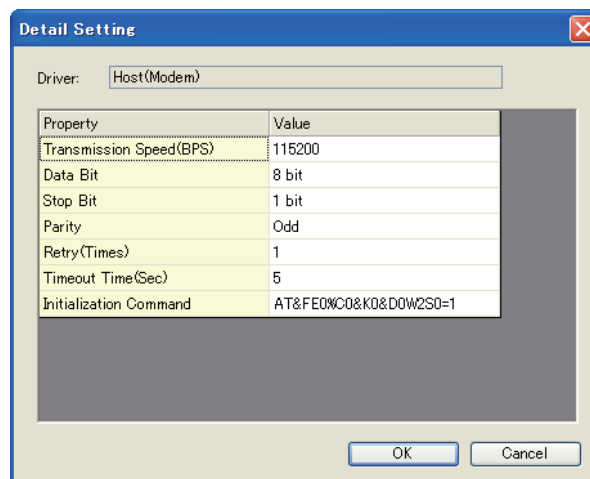 Detail Setting
Driver: Host(Modem)
Property Value
Transmission Speed(BPS) 115200
Data Bit 8 bit
Stop Bit 1 bit
Parity Odd
Retry(Times) 1
Timeout Time(Sec) 5
Initialization Command AT&FE0%C0&K0&D0W2S0=1
OK Cancel